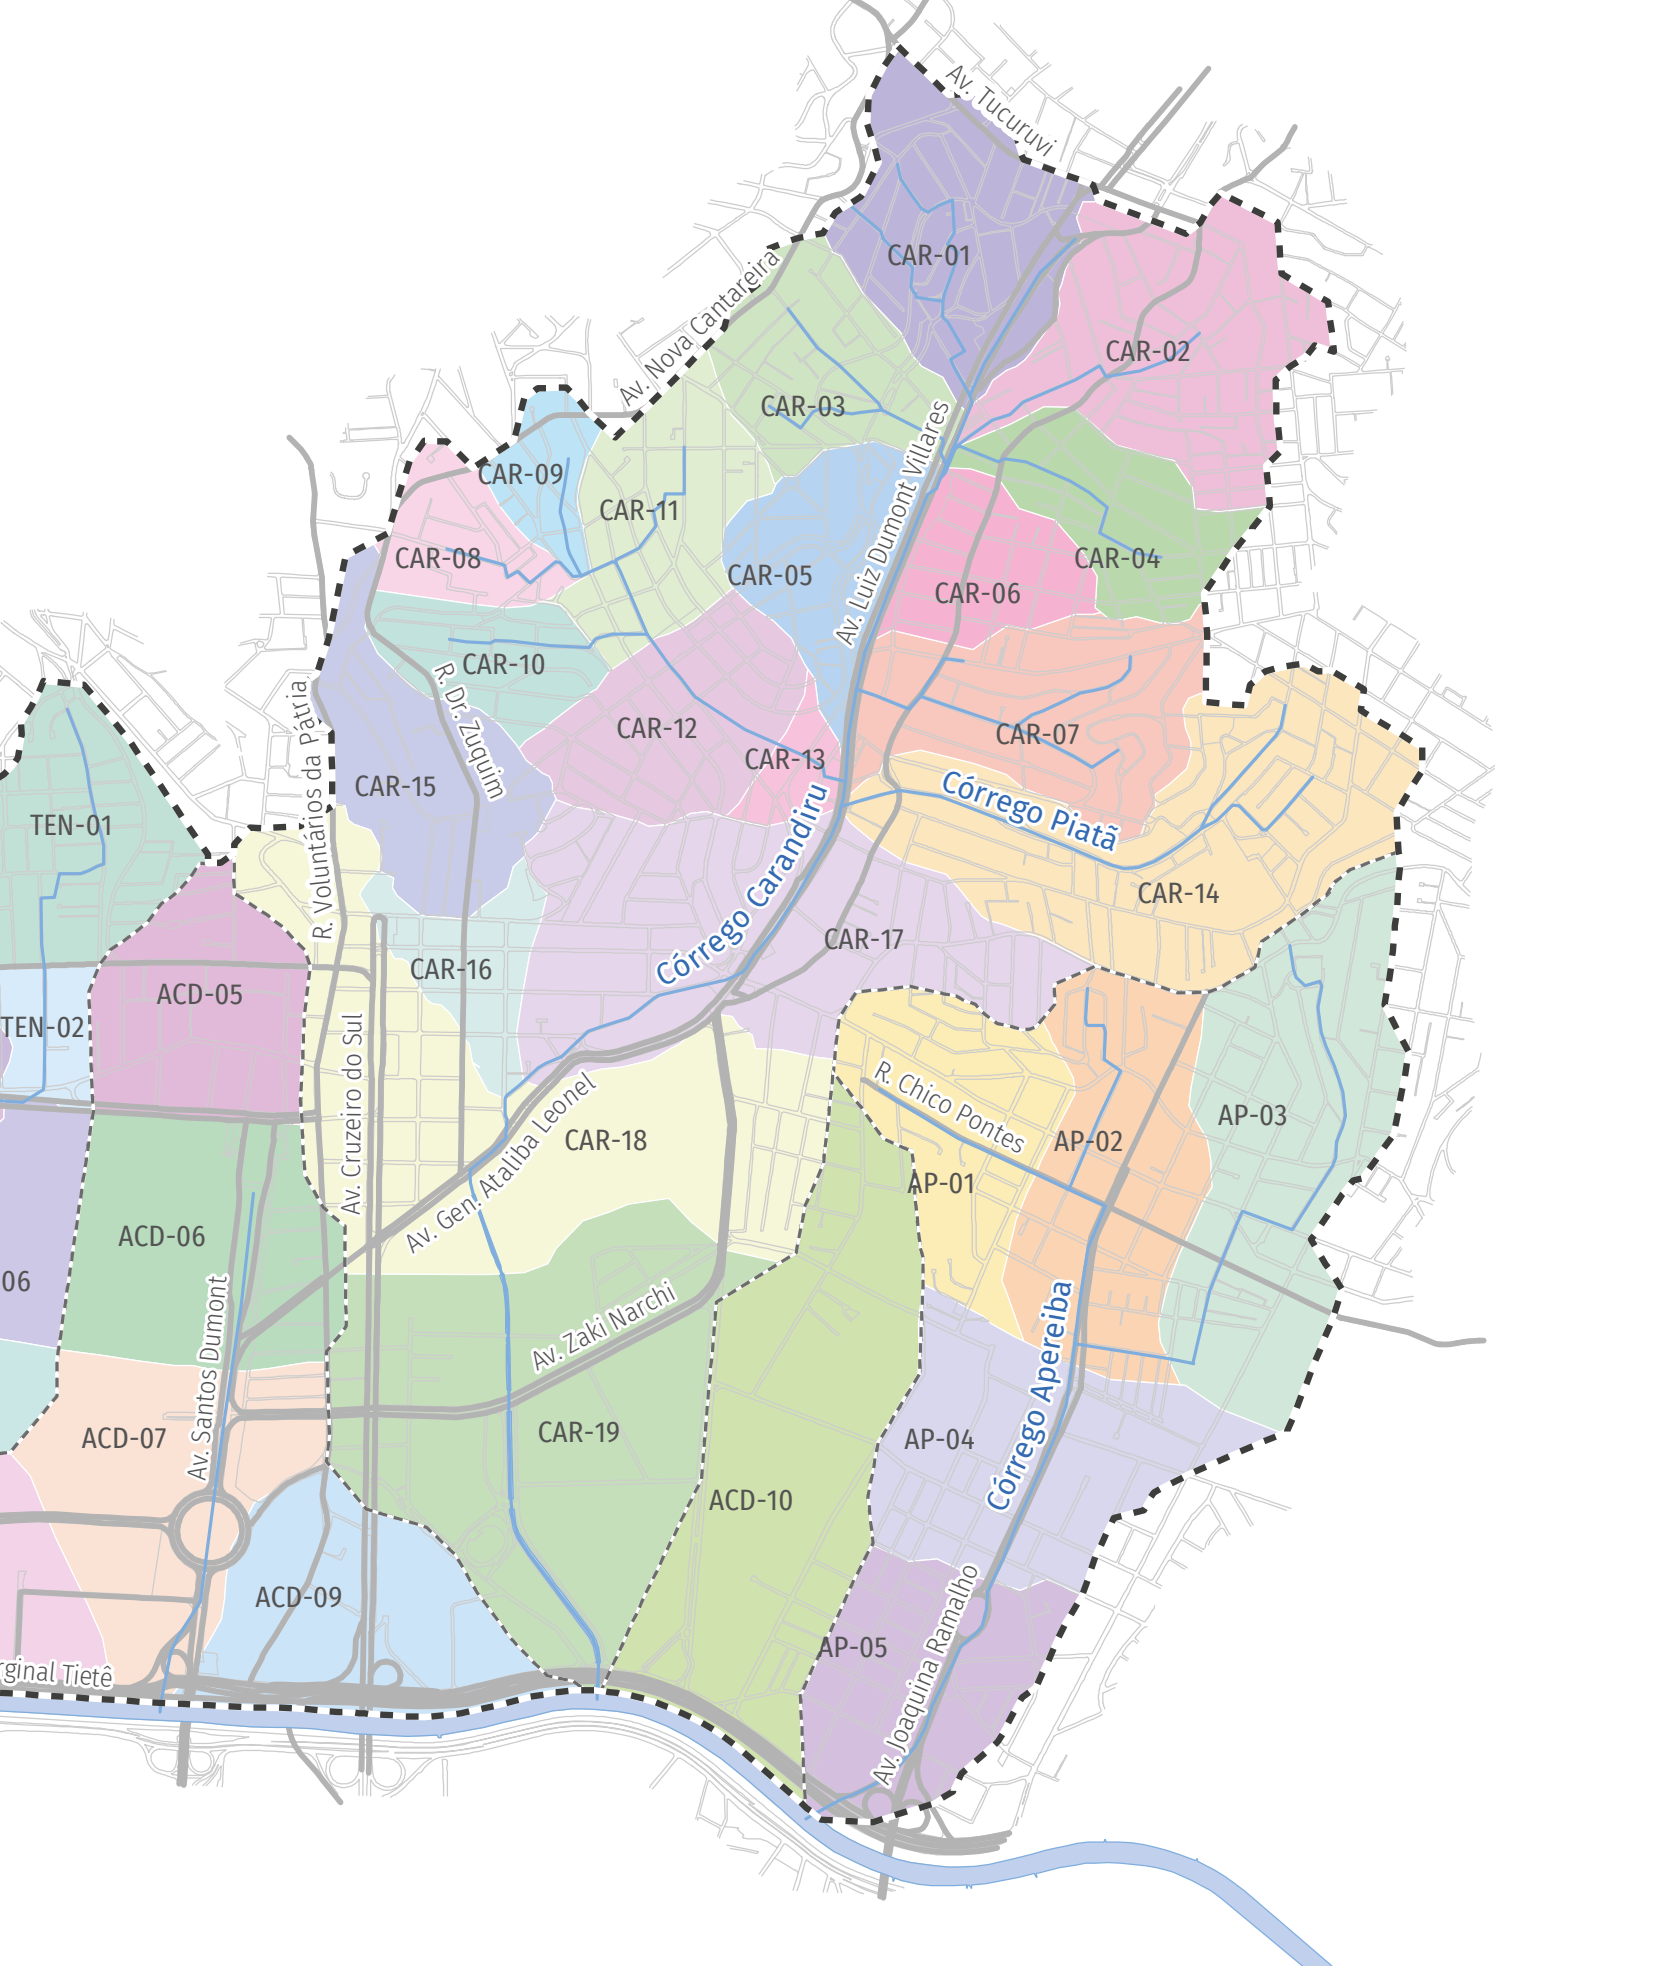 Av. Tucuruvi
CAR-01
Av. Nova Cantareira
CAR-02
CAR-03
Av. Luiz Dumont Villares
CAR-09
CAR-11
CAR-08
CAR-05
CAR-04
CAR-06
CAR-10
R. Dr. Zuquim
R. Voluntários da Pátria
CAR-12
CAR-13
CAR-07
CAR-15
Córrego Piatã
TEN-01
Córrego Carandiru
CAR-14
CAR-17
CAR-16
ACD-05
TEN-02
Av. Cruzeiro do Sul
R. Chico Pontes
AP-03
AP-02
CAR-18
Av. Gen. Ataliba Leonel
AP-01
ACD-06
06
Av. Santos Dumont
Av. Zaki Narchi
Córrego Apereiba
ACD-07
CAR-19
AP-04
ACD-10
ACD-09
Av. Joaquina Ramalho
AP-05
rginal Tietê